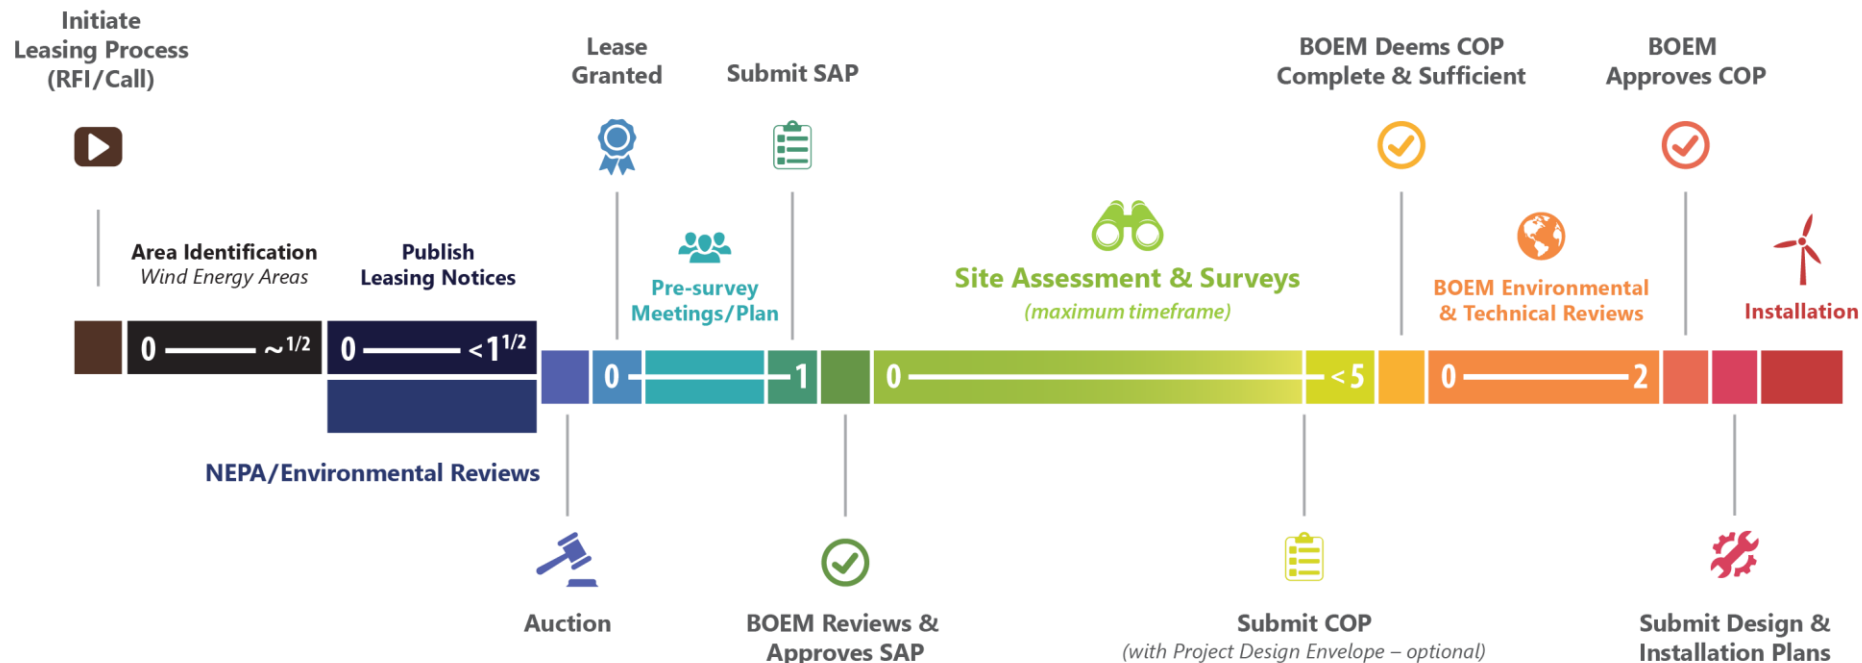 Initiate
Leasing Process
(RFI/Call)
Lease
Granted
Submit SAP
BOEM Deems COP
Complete & Sufficient
BOEM
Approves COP
Area Identification
Wind Energy Areas
Publish
Leasing Notices
Pre-survey
Meetings/Plan
Site Assessment & Surveys
(maximum timeframe)
BOEM Environmental
& Technical Reviews
Installation
0 ~1/2
0 <1 1/2
0 1
0 <5
0 2
NEPA/Environmental Reviews
Auction
BOEM Reviews &
Approves SAP
Submit COP
(with Project Design Envelope – optional)
Submit Design &
Installation Plans